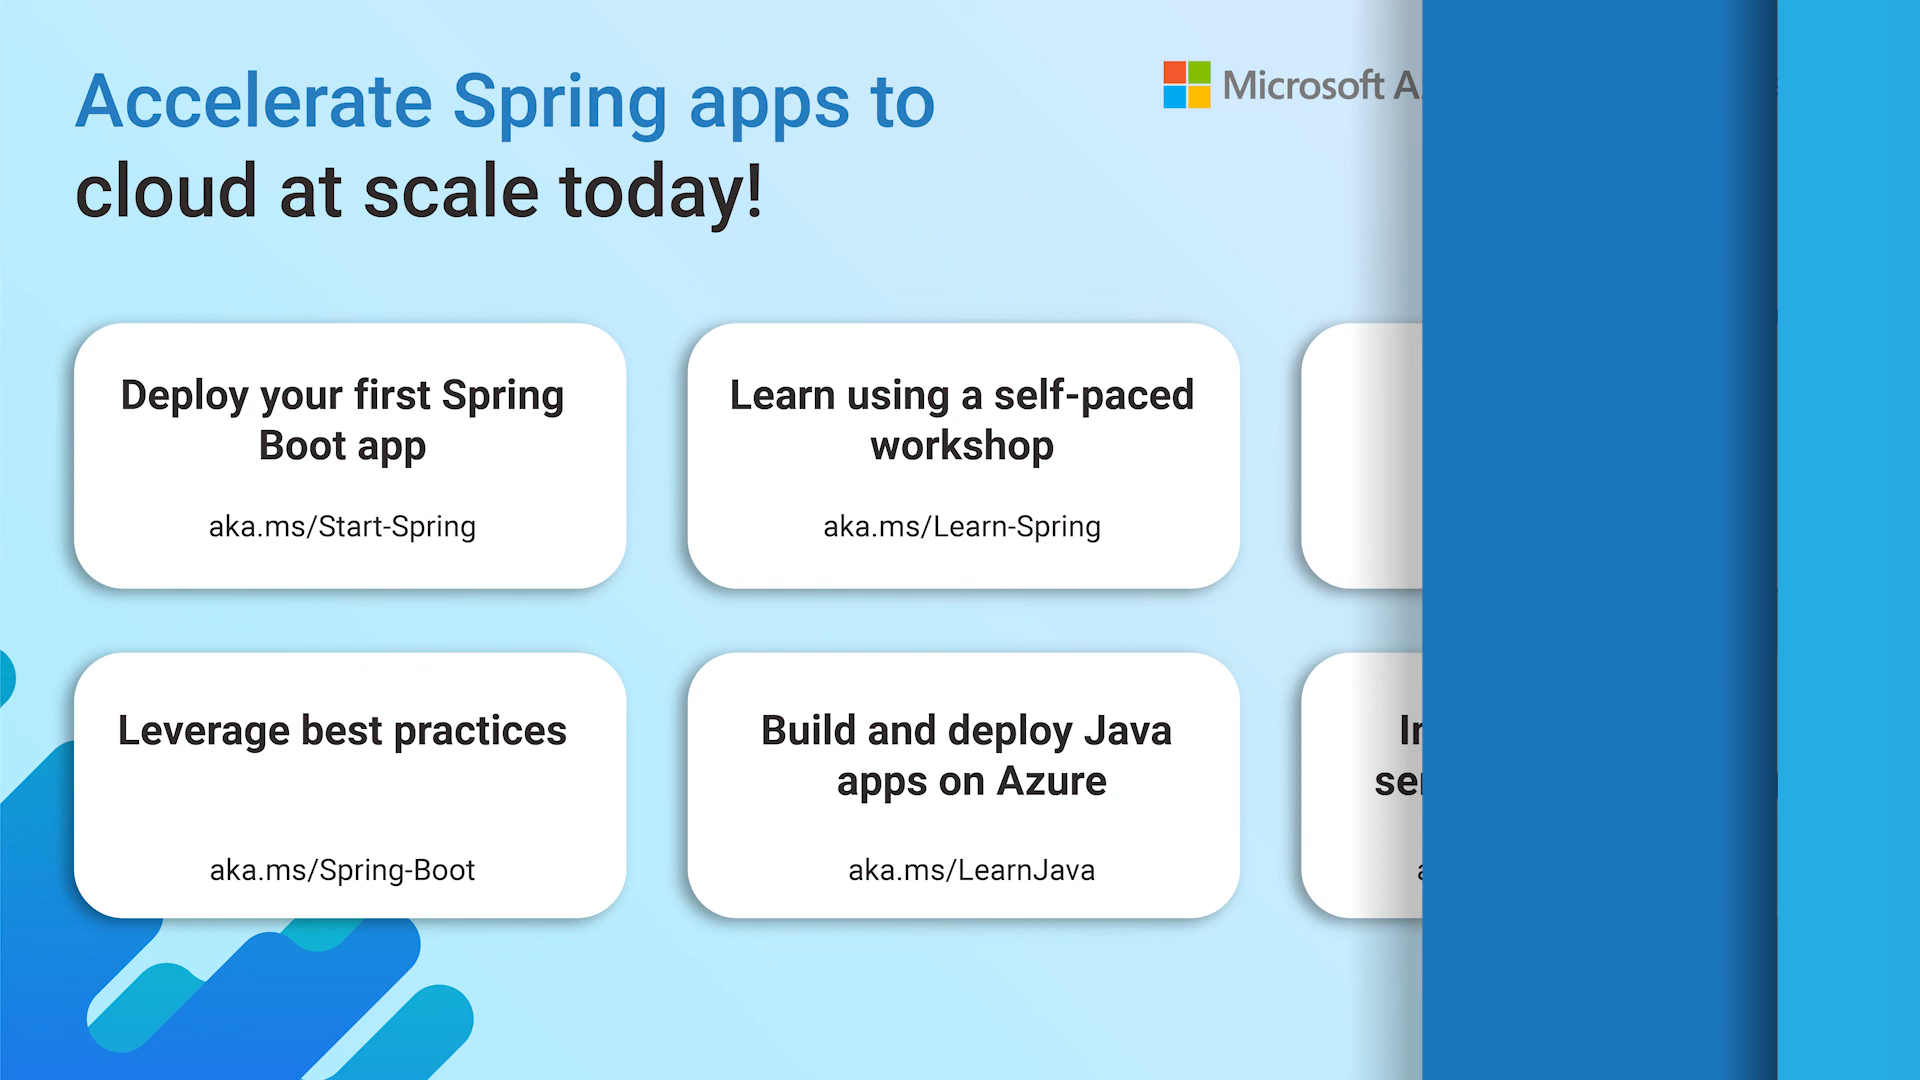 Accelerate Spring apps to
cloud at scale today!
Microsoft
Deploy your first Spring
Boot app
aka.ms/Start-Spring
Learn using a self-paced
workshop
aka.ms/Learn-Spring
Leverage best practices
aka.ms/Spring-Boot
Build and deploy Java
apps on Azure
aka.ms/LearnJava